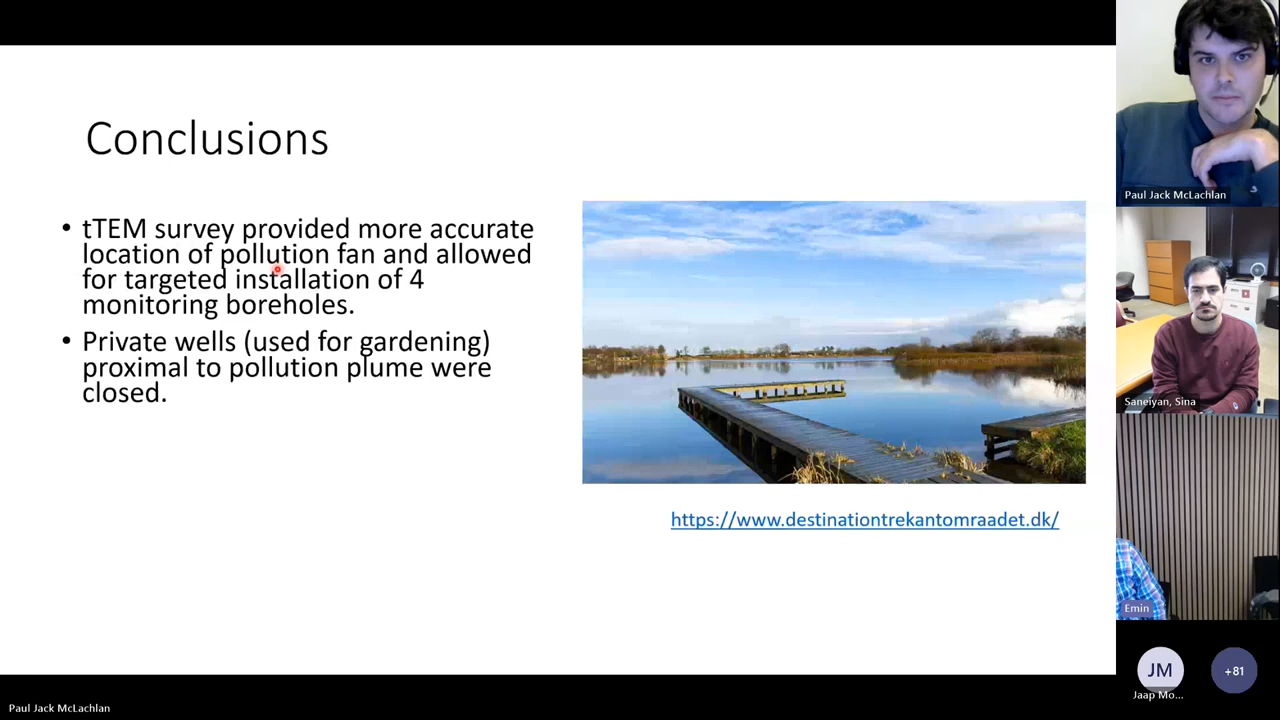 Conclusions
• tTEM survey provided more accurate
location of pollution fan and allowed
for targeted installation of 4
monitoring boreholes.
• Private wells (used for gardening)
proximal to pollution plume were
closed.
https://www.destinationtrekantomraadet.dk/
Paul Jack McLachlan
Saneiyan, Sina
Emin
JM
Jaap Mo...
+81
Paul Jack McLachlan